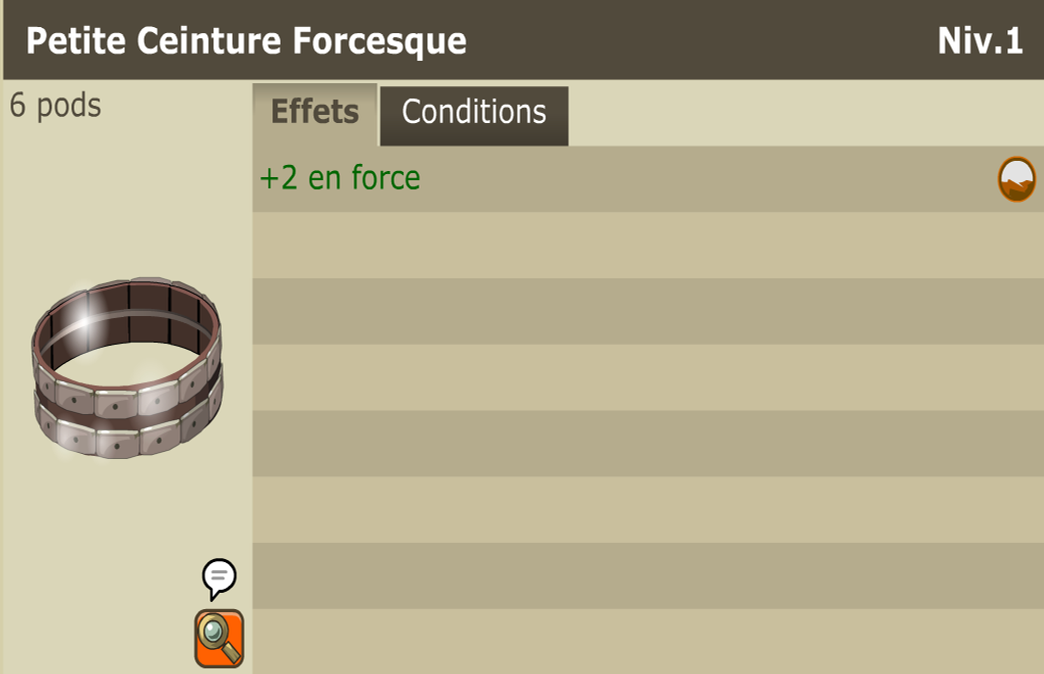 Petite Ceinture Forcesque Niv.1
6 pods
Effets Conditions
+2 en force